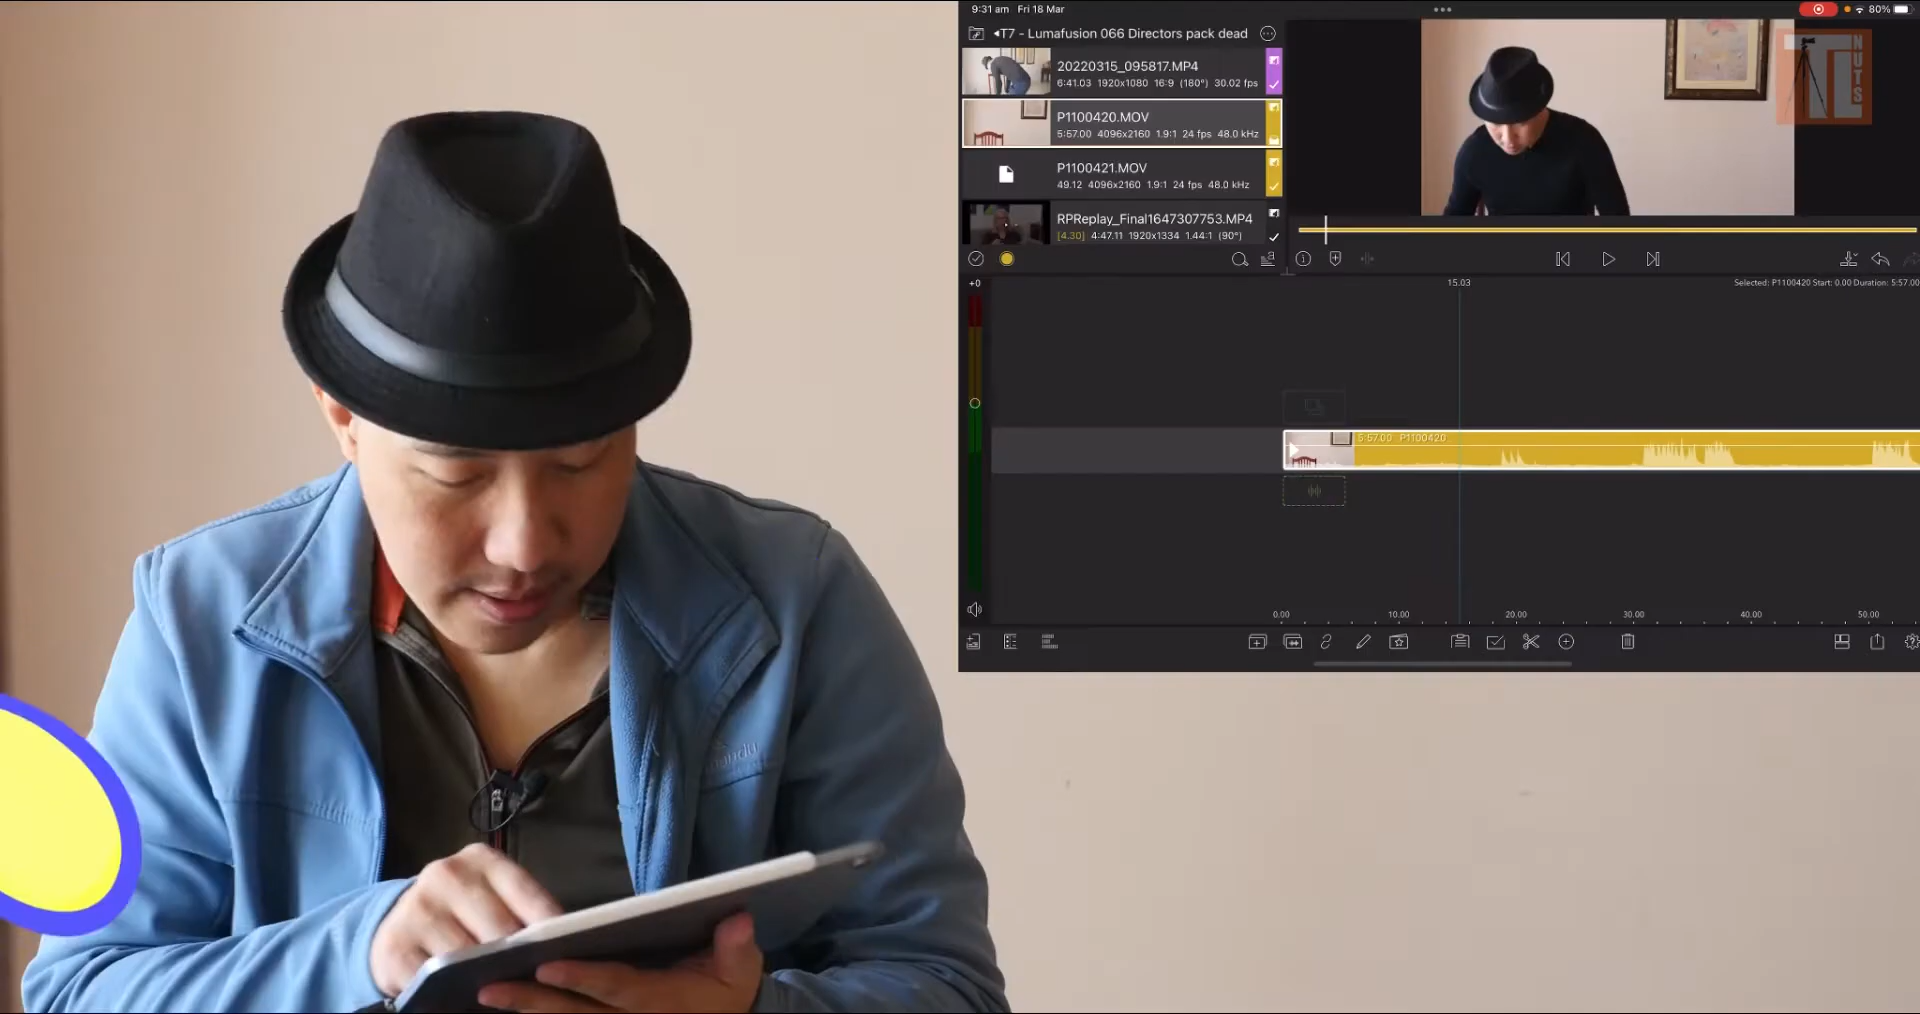 9:31 am Fri 18 Mar
80%
T7 - Lumafusion 066 Directors pack dead
20220315_095817.MP4
6:41.03 1920x1080 16:9 (180°) 30.02 fps
P1100420.MOV
5:57.00 4096x2160 1.9:1 24 fps 48.0 kHz
P1100421.MOV
49.12 4096x2160 1.9:1 24 fps 48.0 kHz
RPReplay_Final1647307753.MP4
[4.30] 4:47.11 1920x1334 1.44:1 (90°)
TL
NUTS
+0
15.03
Selected: P1100420 Start: 0.00 Duration: 5:57.00
5:57.00 P1100420
0.00 10.00 20.00 30.00 40.00 50.00